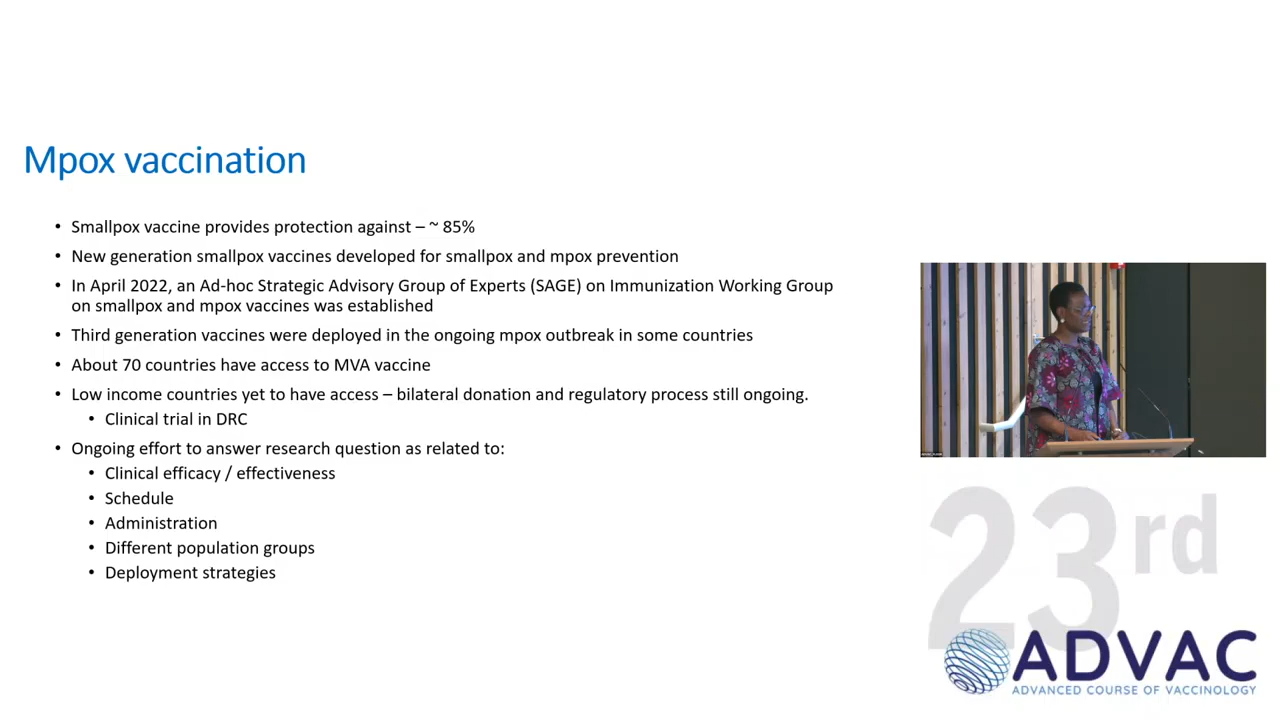 Mpox vaccination
• Smallpox vaccine provides protection against – ~ 85%
• New generation smallpox vaccines developed for smallpox and mpox prevention
• In April 2022, an Ad-hoc Strategic Advisory Group of Experts (SAGE) on Immunization Working Group
on smallpox and mpox vaccines was established
• Third generation vaccines were deployed in the ongoing mpox outbreak in some countries
• About 70 countries have access to MVA vaccine
• Low income countries yet to have access – bilateral donation and regulatory process still ongoing.
• Clinical trial in DRC
• Ongoing effort to answer research question as related to:
• Clinical efficacy / effectiveness
• Schedule
• Administration
• Different population groups
• Deployment strategies
23rd
ADVAC
ADVANCED COURSE OF VACCINOLOGY